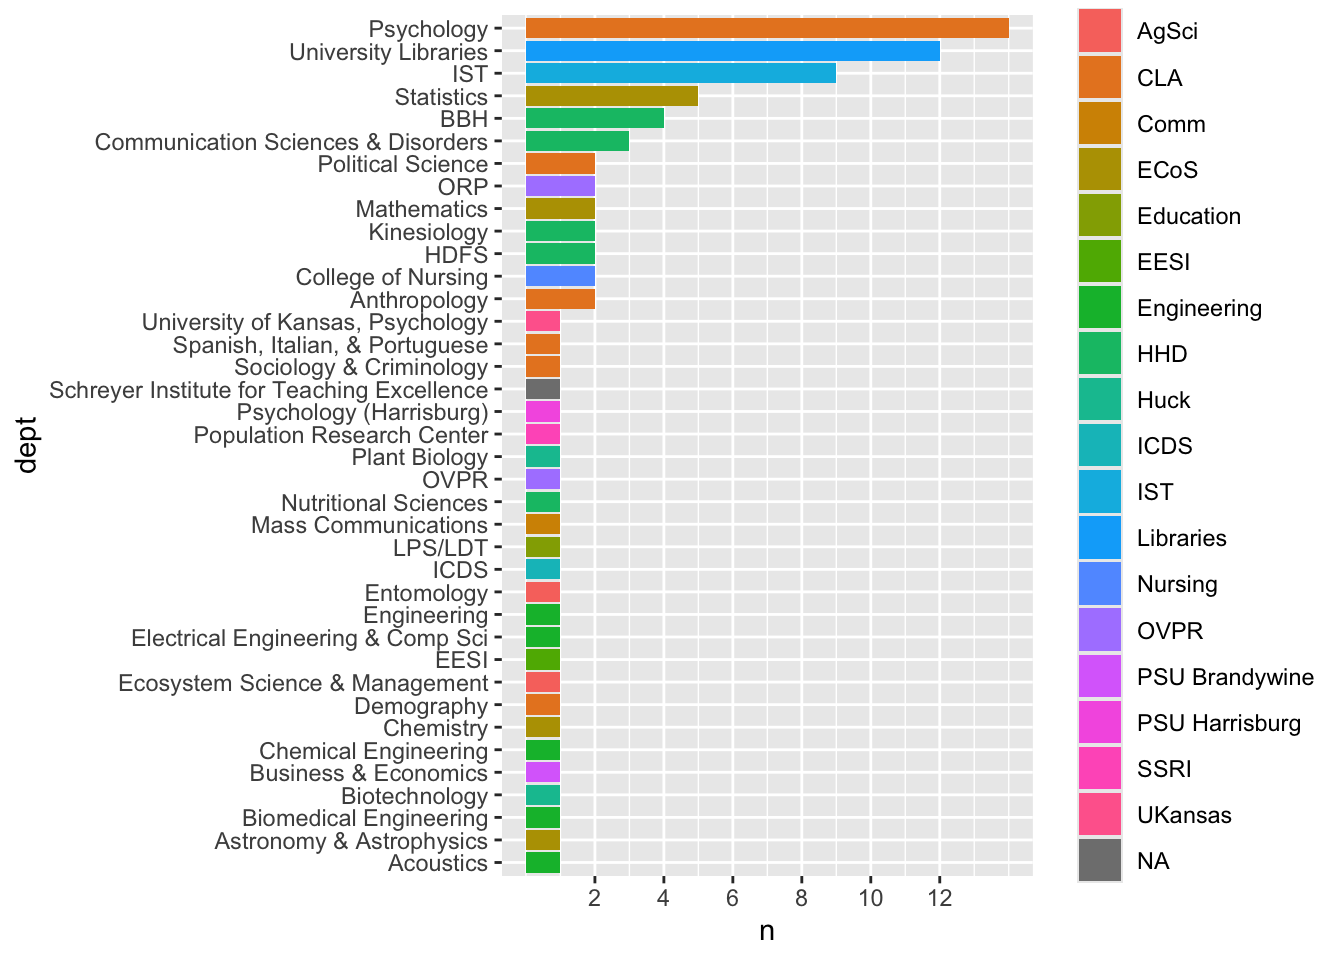 Psychology
University Libraries
IST
Statistics
BBH
Communication Sciences & Disorders
Political Science
ORP
Mathematics
Kinesiology
HDFS
College of Nursing
Anthropology
University of Kansas, Psychology
Spanish, Italian, & Portuguese
Sociology & Criminology
Schreyer Institute for Teaching Excellence
Psychology (Harrisburg)
Population Research Center
Plant Biology
OVPR
Nutritional Sciences
Mass Communications
LPS/LDT
ICDS
Entomology
Engineering
Electrical Engineering & Comp Sci
EESI
Ecosystem Science & Management
Demography
Chemistry
Chemical Engineering
Business & Economics
Biotechnology
Biomedical Engineering
Astronomy & Astrophysics
Acoustics
dept
2 4 6 8 10 12
n
AgSci
CLA
Comm
ECoS
Education
EESI
Engineering
HHD
Huck
ICDS
IST
Libraries
Nursing
OVPR
PSU Brandywine
PSU Harrisburg
SSRI
UKansas
NA